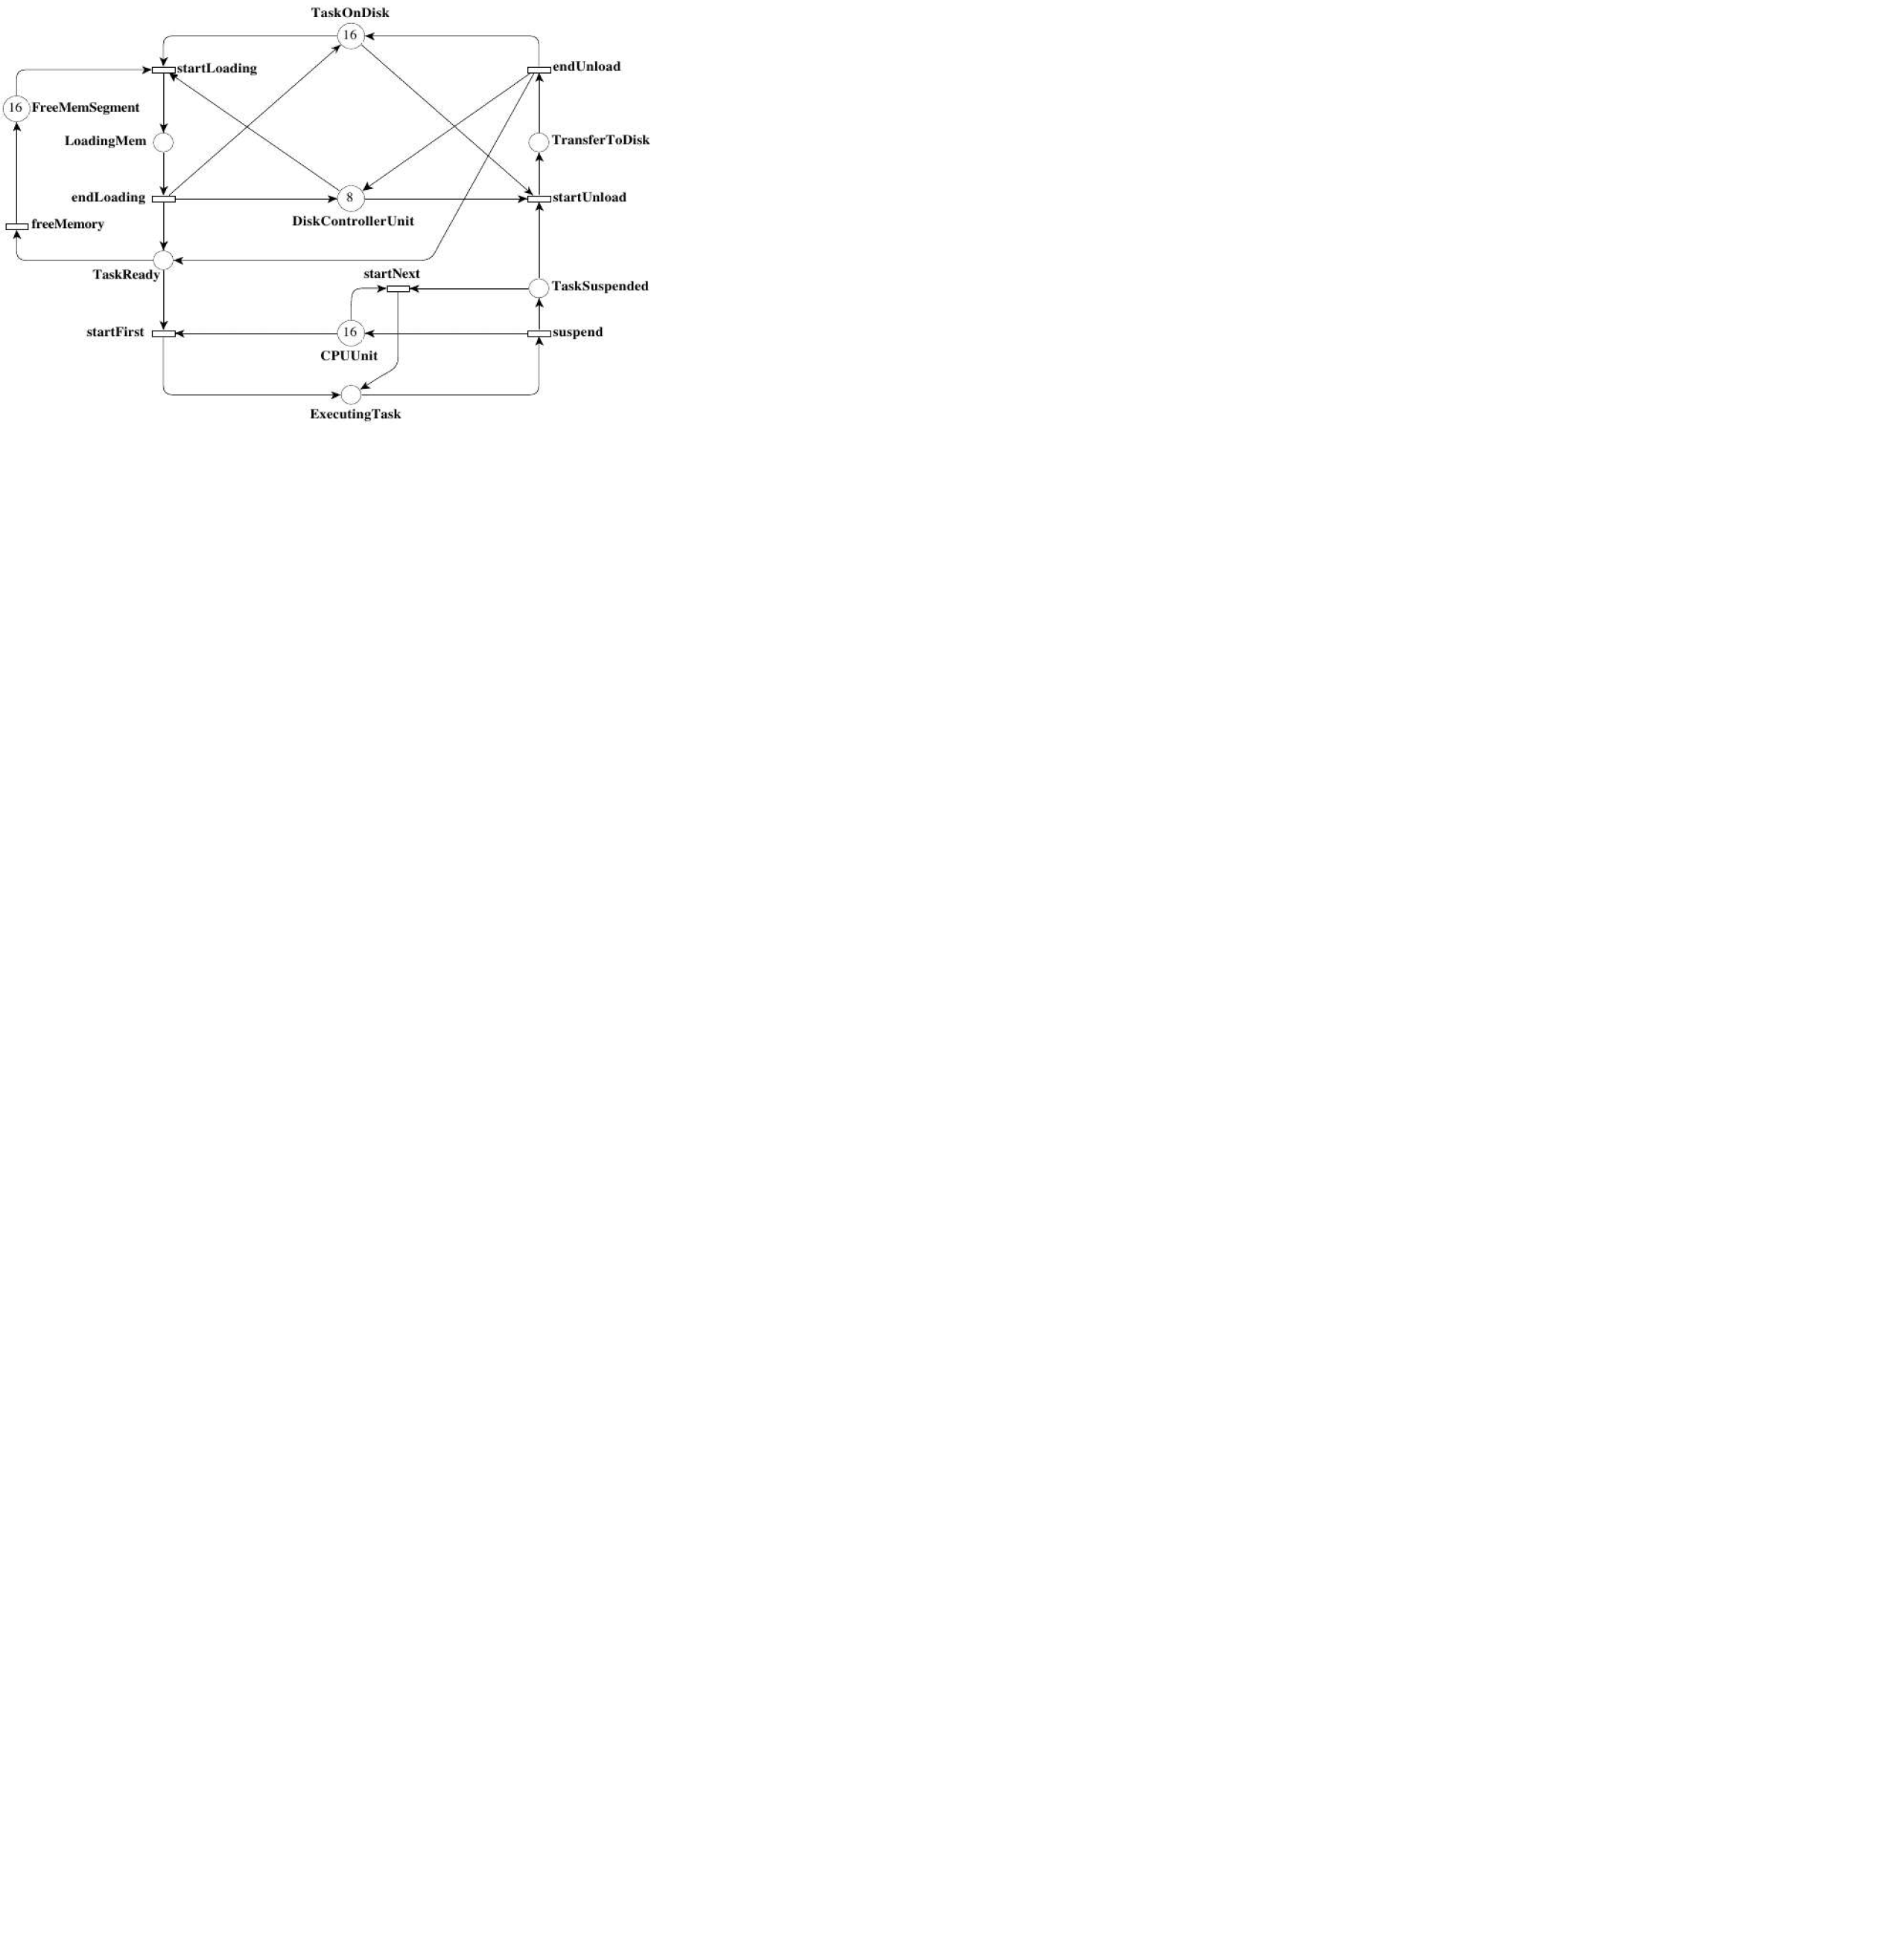 TaskOnDisk
16
startLoading
endUnload
16 FreeMemSegment
LoadingMem
TransferToDisk
endLoading
8
startUnload
DiskControllerUnit
freeMemory
TaskReady
startNext
TaskSuspended
startFirst
16
suspend
CPUUnit
ExecutingTask